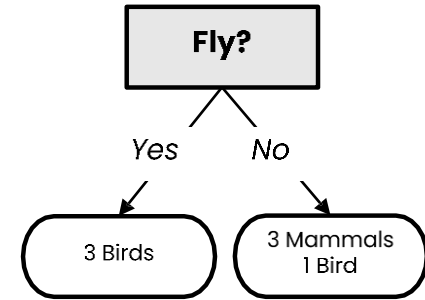 Fly?
Yes
No
3 Birds
3 Mammals
1 Bird